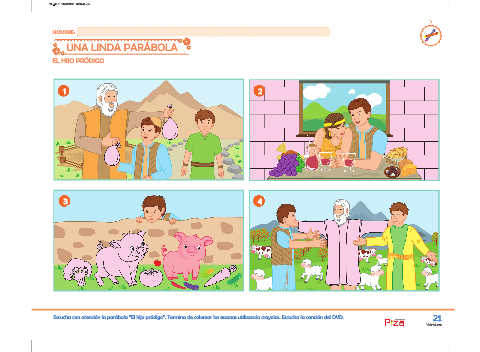 UNA LINDA PARÁBOLA
EL HIJO PRÓDIGO
1
2
3
4
Escucha con atención la parábola "El hijo pródigo". Termina de colorear las escenas utilizando crayolas. Escucha la canción del DVD.
Piza
21